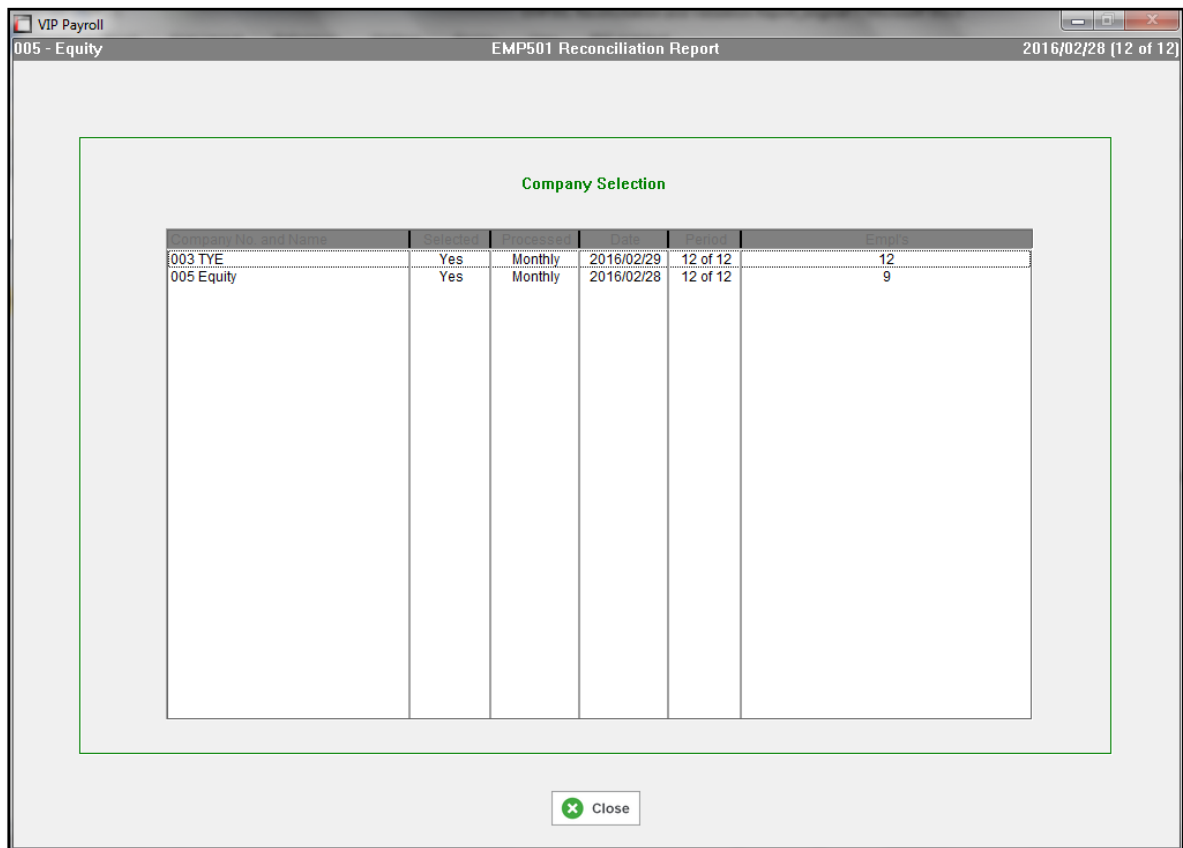 VIP Payroll
005 - Equity EMP501 Reconciliation Report 2016/02/28 (12 of 12)
Company Selection
Company No. and Name Selected Processed Date Period Empl's
003 TYE Yes Monthly 2016/02/29 12 of 12 12
005 Equity Yes Monthly 2016/02/28 12 of 12 9
Close